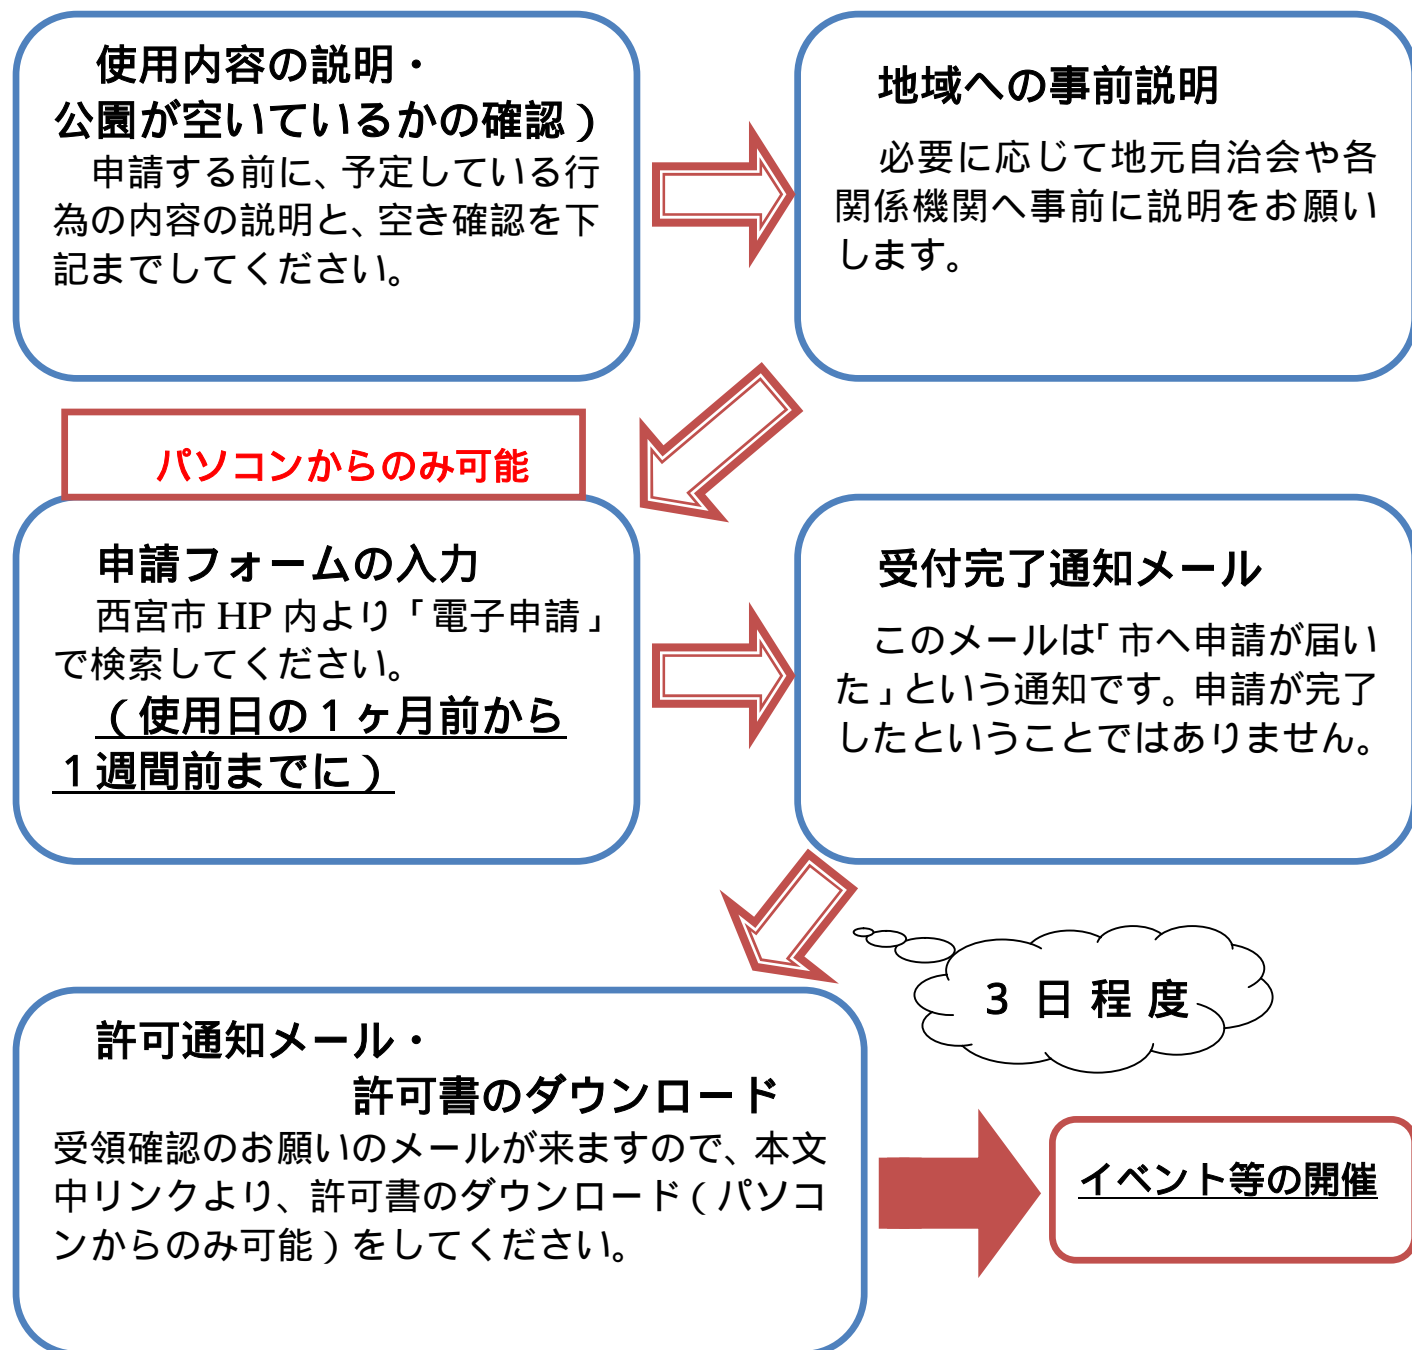 使用内容の説明・
公園が空いているかの確認）
申請する前に、予定している行
為の内容の説明と、空き確認を下
記までしてください。
地域への事前説明
必要に応じて地元自治会や各
関係機関へ事前に説明をお願い
します。
パソコンからのみ可能
申請フォームの入力
西宮市 HP 内より「電子申請」
で検索してください。
（使用日の１ヶ月前から
１週間前までに）
受付完了通知メール
このメールは「市へ申請が届い
た」という通知です。申請が完了
したということではありません。
３日程度
許可通知メール・
許可書のダウンロード
受領確認のお願いのメールが来ますので、本文
中リンクより、許可書のダウンロード（パソコ
ンからのみ可能）をしてください。
イベント等の開催